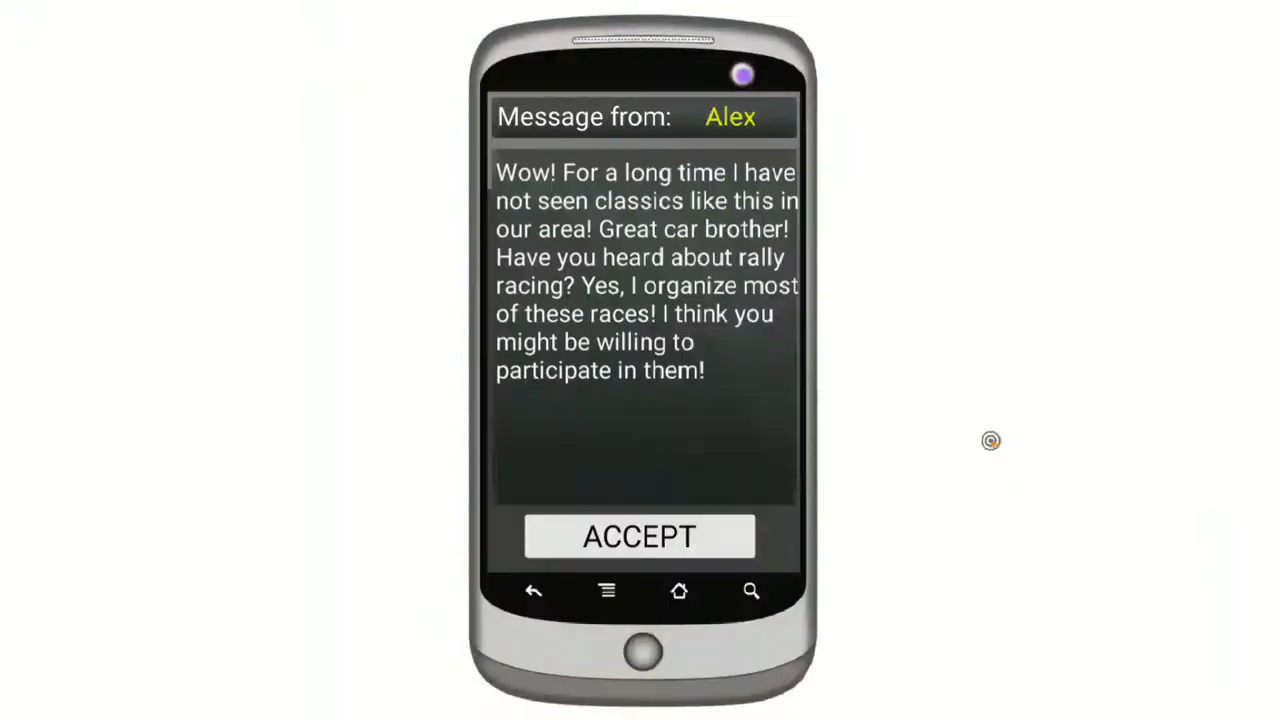 Message from: Alex
Wow! For a long time I have
not seen classics like this in
our area! Great car brother!
Have you heard about rally
racing? Yes, I organize most
of these races! I think you
might be willing to
participate in them!
ACCEPT